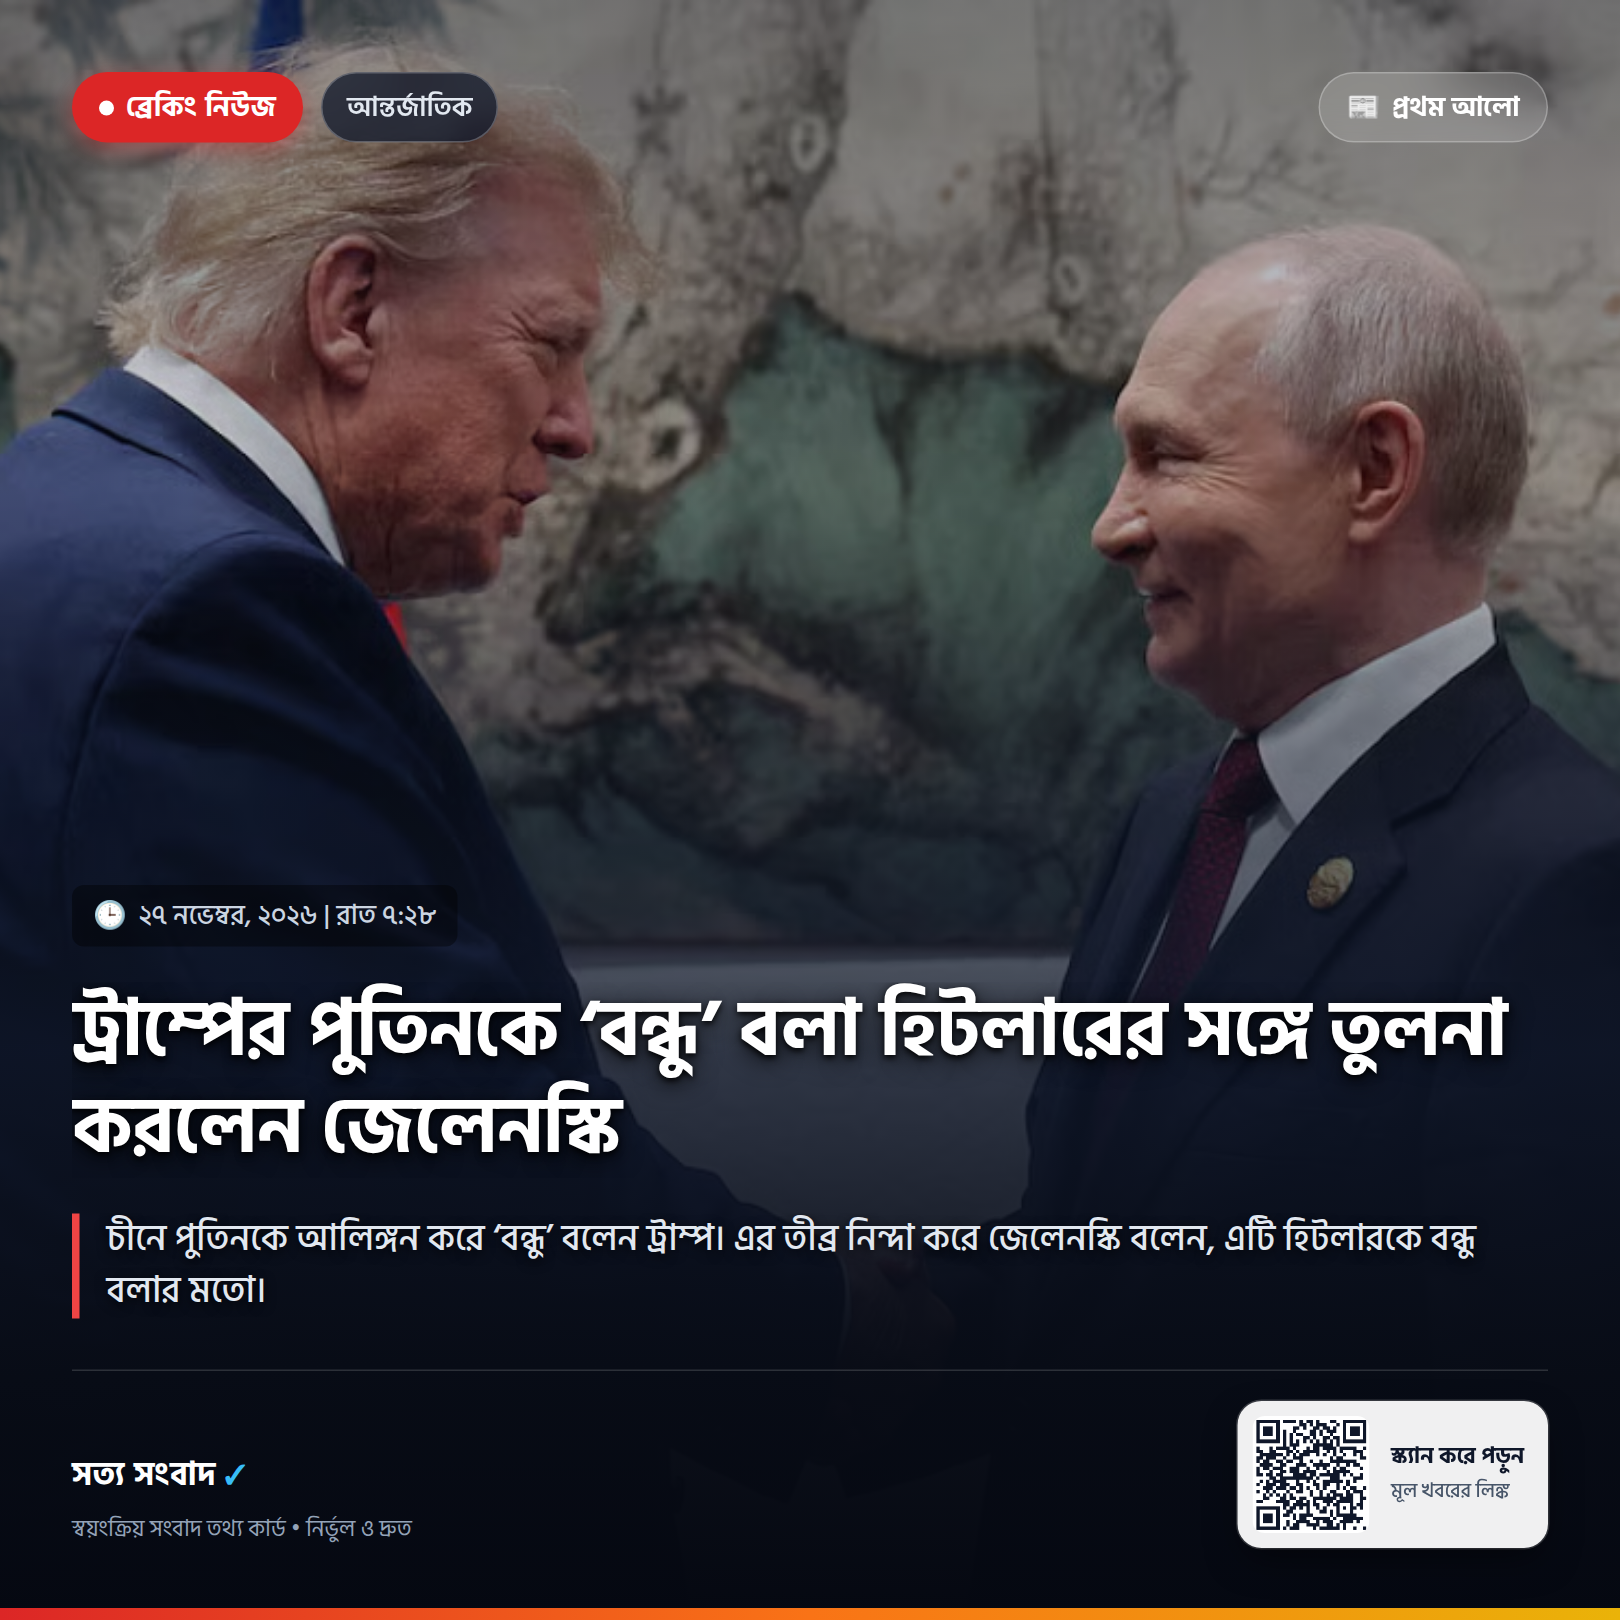 ব্রেকিং নিউজ
আন্তর্জাতিক
প্রথম আলো
২৭ নভেম্বর, ২০২৬ | রাত ৭:২৮
ট্রাম্পের পুতিনকে ‘বন্ধু’ বলা হিটলারের সঙ্গে তুলনা
করলেন জেলেনস্কি
চীনে পুতিনকে আলিঙ্গন করে ‘বন্ধু’ বলেন ট্রাম্প। এর তীব্র নিন্দা করে জেলেনস্কি বলেন, এটি হিটলারকে বন্ধু
বলার মতো।
সত্য সংবাদ ✓
স্বয়ংক্রিয় সংবাদ তথ্য কার্ড • নির্ভুল ও দ্রুত
স্ক্যান করে পড়ুন
মূল খবরের লিঙ্ক